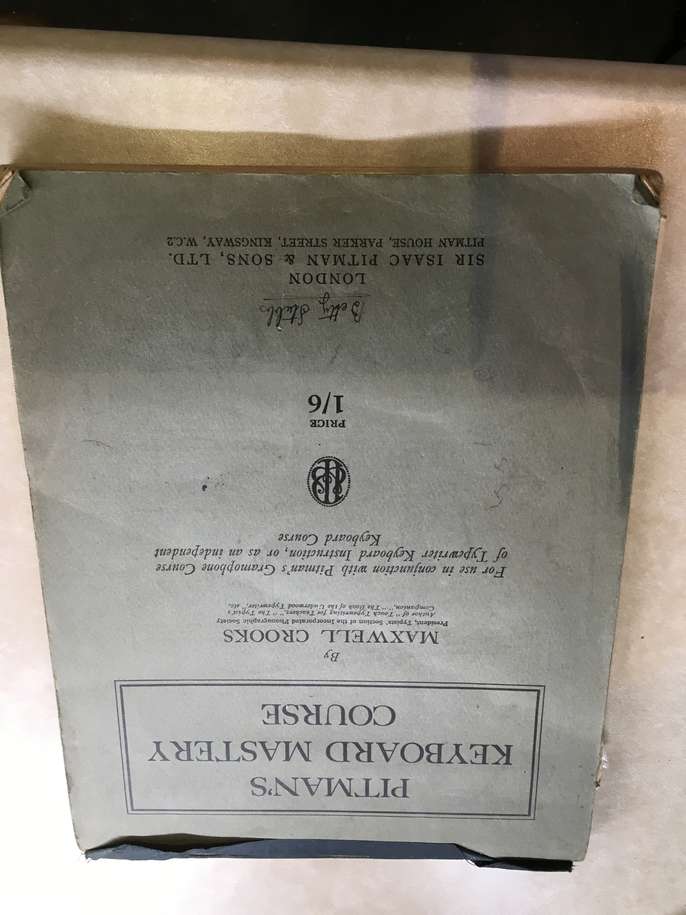 PITMAN'S
KEYBOARD MASTERY
COURSE
By
MAXWELL CROOKS
President, Typists' Section of the Incorporated Phonographic Society
Author of "Touch Typewriting for Teachers," "The Typist's
Companion," "The Book of the Underwood Typewriter," etc.
For use in conjunction with Pitman's Gramophone Course
of Typewriter Keyboard Instruction, or as an independent
Keyboard Course
PRICE
1/6
Betty
LONDON
SIR ISAAC PITMAN & SONS, LTD.
PITMAN HOUSE, PARKER STREET, KINGSWAY, W.C.2